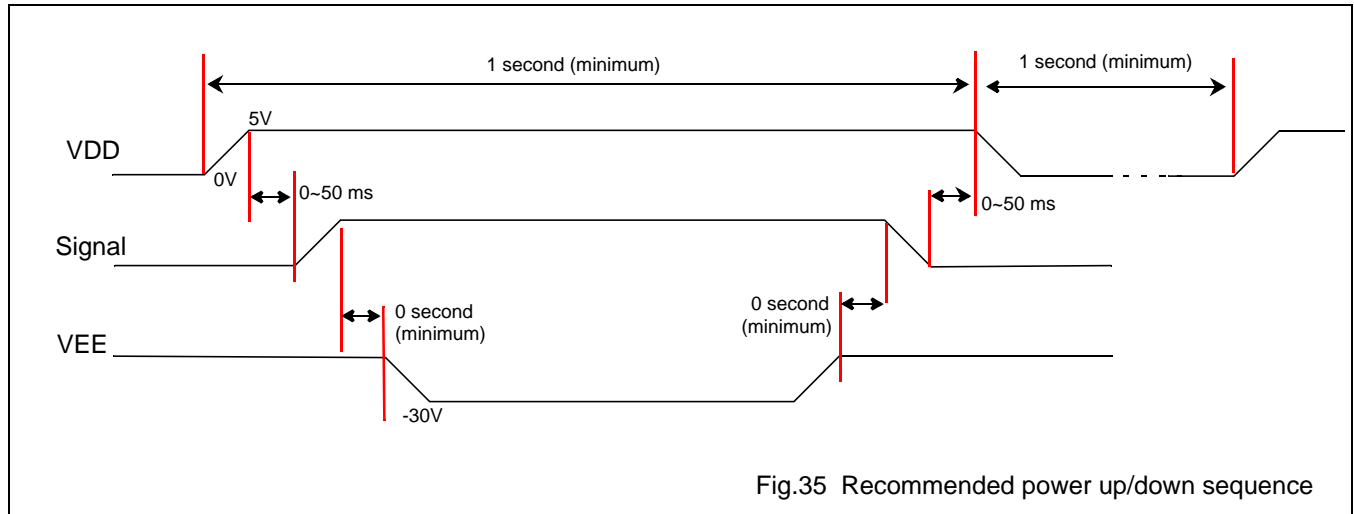 1 second (minimum)
1 second (minimum)
5V
VDD
0V
0~50 ms
0~50 ms
Signal
0 second
(minimum)
0 second
(minimum)
VEE
-30V
Fig.35 Recommended power up/down sequence